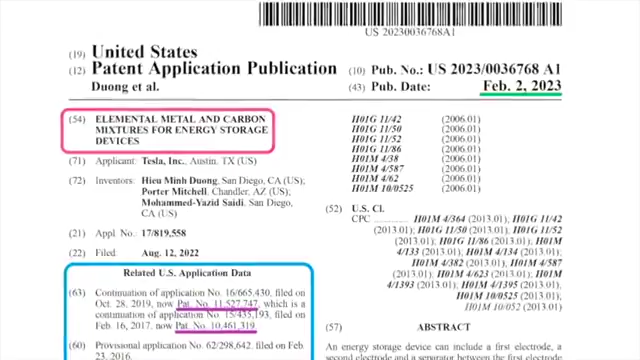 US 20230036768A1
(19) United States
(12) Patent Application Publication (10) Pub. No.: US 2023/0036768 A1
Duong et al. (43) Pub. Date: Feb. 2, 2023
(54) ELEMENTAL METAL AND CARBON
MIXTURES FOR ENERGY STORAGE
DEVICES
(71) Applicant: Tesla, Inc., Austin, TX (US)
(72) Inventors: Hieu Minh Duong, San Diego, CA (US);
Porter Mitchell, Chandler, AZ (US);
Mohammed-Yazid Saidi, San Diego,
CA (US)
(21) Appl. No.: 17/819,558
(22) Filed: Aug. 12, 2022
Related U.S. Application Data
(63) Continuation of application No. 16/665,430, filed on
Oct. 28, 2019, now Pat. No. 11,527,747, which is a
continuation of application No. 15/435,193, filed on
Feb. 16, 2017, now Pat. No. 10,461,319
(60) Provisional application No. 62/298,642, filed on Feb.
23, 2016.
H01G 11/42 (2006.01)
H01G 11/50 (2006.01)
H01G 11/52 (2006.01)
H01G 11/86 (2006.01)
H01M 4/38 (2006.01)
H01M 4/587 (2006.01)
H01M 4/62 (2006.01)
H01M 10/0525 (2006.01)
(52) U.S. Cl.
CPC .............. H01M 4/364 (2013.01); H01G 11/42
(2013.01); H01G 11/50 (2013.01); H01G 11/52
(2013.01); H01G 11/86 (2013.01); H01M
4/133 (2013.01); H01M 4/134 (2013.01);
H01M 4/382 (2013.01); H01M 4/587
(2013.01); H01M 4/623 (2013.01); H01M
4/1393 (2013.01); H01M 4/1395 (2013.01);
H01M 10/0525 (2013.01);
H01M 10/052 (2013.01)
(57) ABSTRACT
An energy storage device can include a first electrode, a
second electrode and a separator between the first electrode